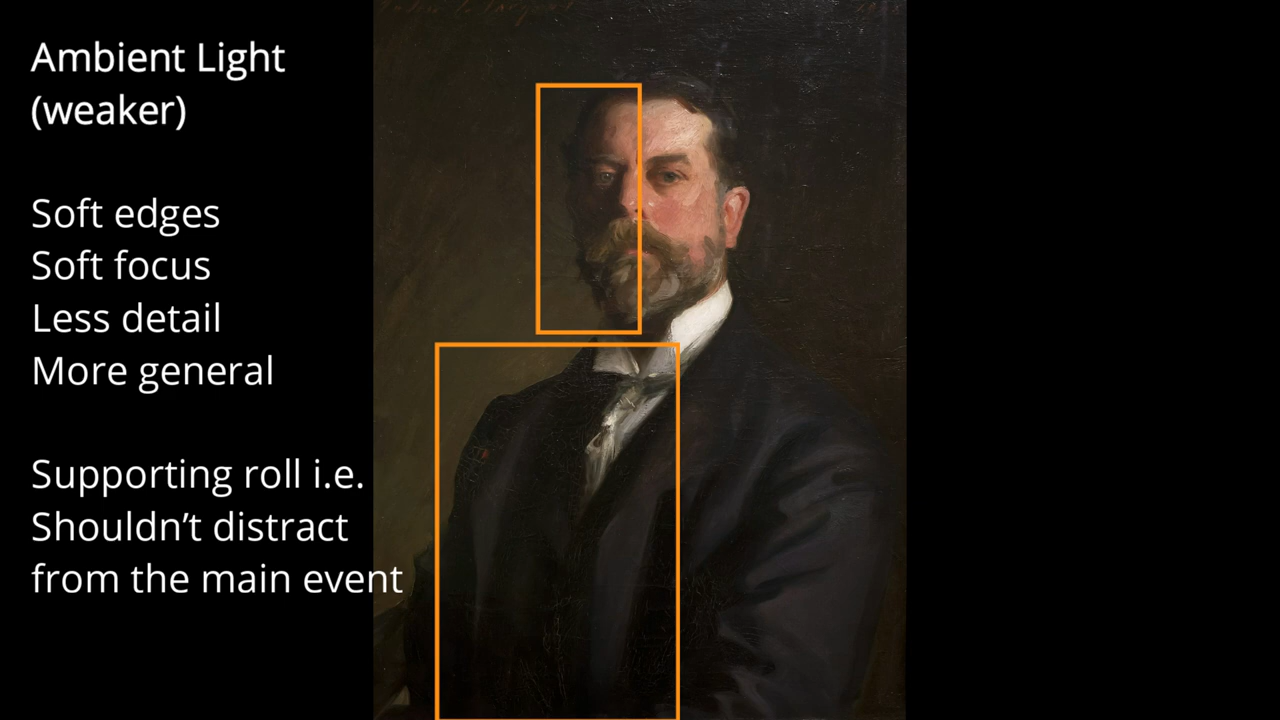 Ambient Light
(weaker)
Soft edges
Soft focus
Less detail
More general
Supporting roll i.e.
Shouldn’t distract
from the main event